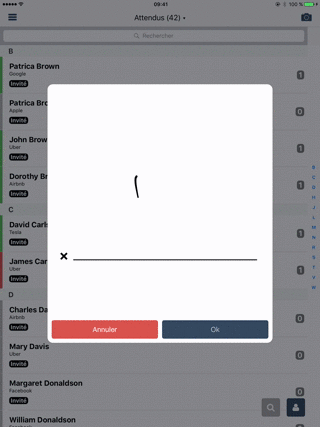 09:41
100 %
Attendus (42)
Rechercher
B
Patrica Brown
Google
Invité
1
Patrica Bro
Apple
Invité
0
John Brow
Uber
Invité
1
Dorothy Br
Airbnb
Invité
1
C
David Carls
Tesla
Invité
1
James Car
Uber
Invité
1
D
Charles Da
Airbnb
Invité
0
Mary Davis
Uber
Invité
0
Margaret Donaldson
Facebook
Invité
0
William Donaldson
Annuler
Ok